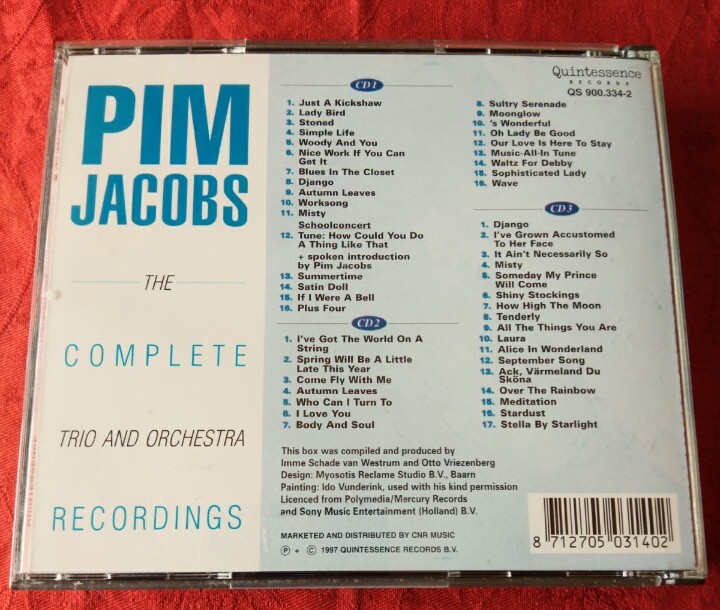 PIM
JACOBS
THE
COMPLETE
TRIO AND ORCHESTRA
RECORDINGS
CD1
1. Just A Kickshaw
2. Lady Bird
3. Stoned
4. Simple Life
5. Woody And You
6. Nice Work If You Can
Get It
7. Blues In The Closet
8. Django
9. Autumn Leaves
10. Worksong
11. Misty
Schoolconcert
12. Tune: How Could You Do
A Thing Like That
+ spoken introduction
by Pim Jacobs
13. Summertime
14. Satin Doll
15. If I Were A Bell
16. Plus Four
CD2
1. I've Got The World On A
String
2. Spring Will Be A Little
Late This Year
3. Come Fly With Me
4. Autumn Leaves
5. Who Can I Turn To
6. I Love You
7. Body And Soul
Quintessence
RECORDS
QS 900.334-2
8. Sultry Serenade
9. Moonglow
10. 's Wonderful
11. Oh Lady Be Good
12. Our Love Is Here To Stay
13. Music-All-In Tune
14. Waltz For Debby
15. Sophisticated Lady
16. Wave
CD3
1. Django
2. I've Grown Accustomed
To Her Face
3. It Ain't Necessarily So
4. Misty
5. Someday My Prince
Will Come
6. Shiny Stockings
7. How High The Moon
8. Tenderly
9. All The Things You Are
10. Laura
11. Alice In Wonderland
12. September Song
13. Ack, Värmeland Du
Sköna
14. Over The Rainbow
15. Meditation
16. Stardust
17. Stella By Starlight
This box was compiled and produced by
Imme Schade van Westrum and Otto Vriezenberg
Design: Myosotis Reclame Studio B.V., Baarn
Painting: Ido Vunderink, used with his kind permission
Licenced from Polymedia/Mercury Records
and Sony Music Entertainment (Holland) B.V.
MARKETED AND DISTRIBUTED BY CNR MUSIC
℗ + © 1997 QUINTESSENCE RECORDS B.V.
8 712705 031402